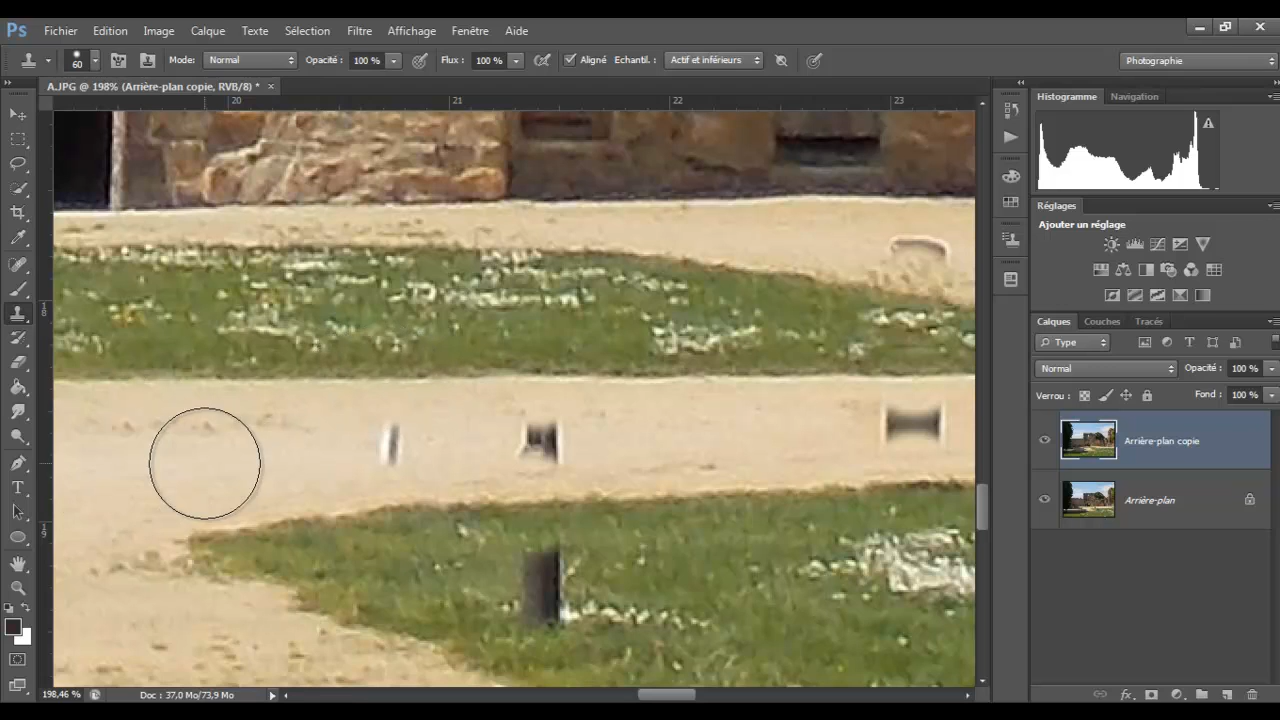 Ps Fichier Edition Image Calque Texte Sélection Filtre Affichage Fenêtre Aide
60 Mode: Normal Opacité: 100 % Flux: 100 % Aligné Echantil.: Actif et inférieurs Photographie
A.JPG @ 198% (Arrière-plan copie, RVB/8) * ×
20 21 22 23
Histogramme Navigation
Réglages
Ajouter un réglage
18
Calques Couches Tracés
Type
Normal Opacité: 100 %
Verrou: Fond: 100 %
Arrière-plan copie
Arrière-plan
19
T
198,46 % Doc : 37,0 Mo/73,9 Mo
fx